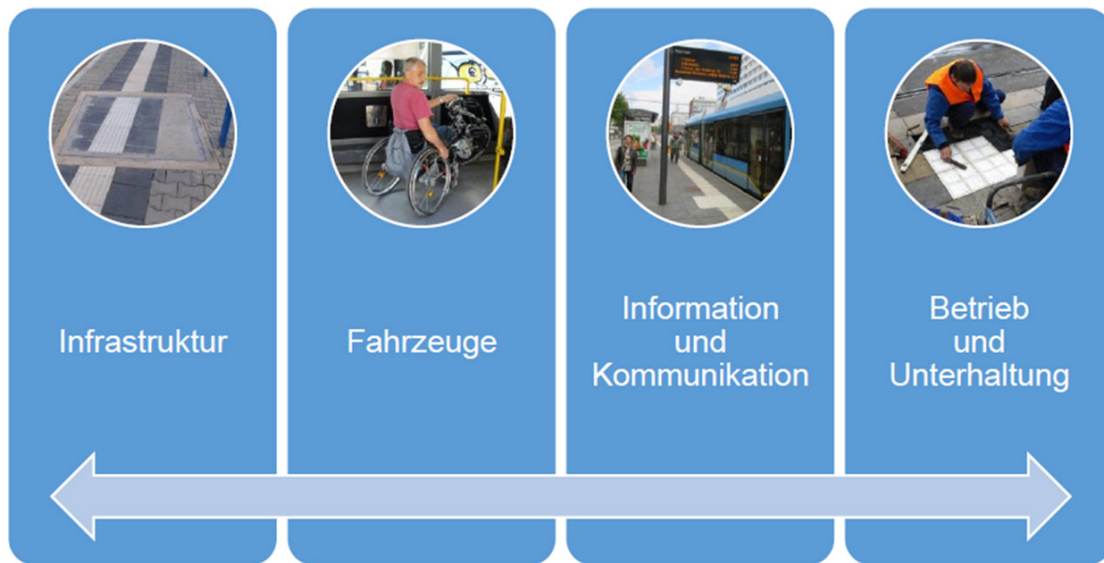 Infrastruktur
Fahrzeuge
Information
und
Kommunikation
Betrieb
und
Unterhaltung